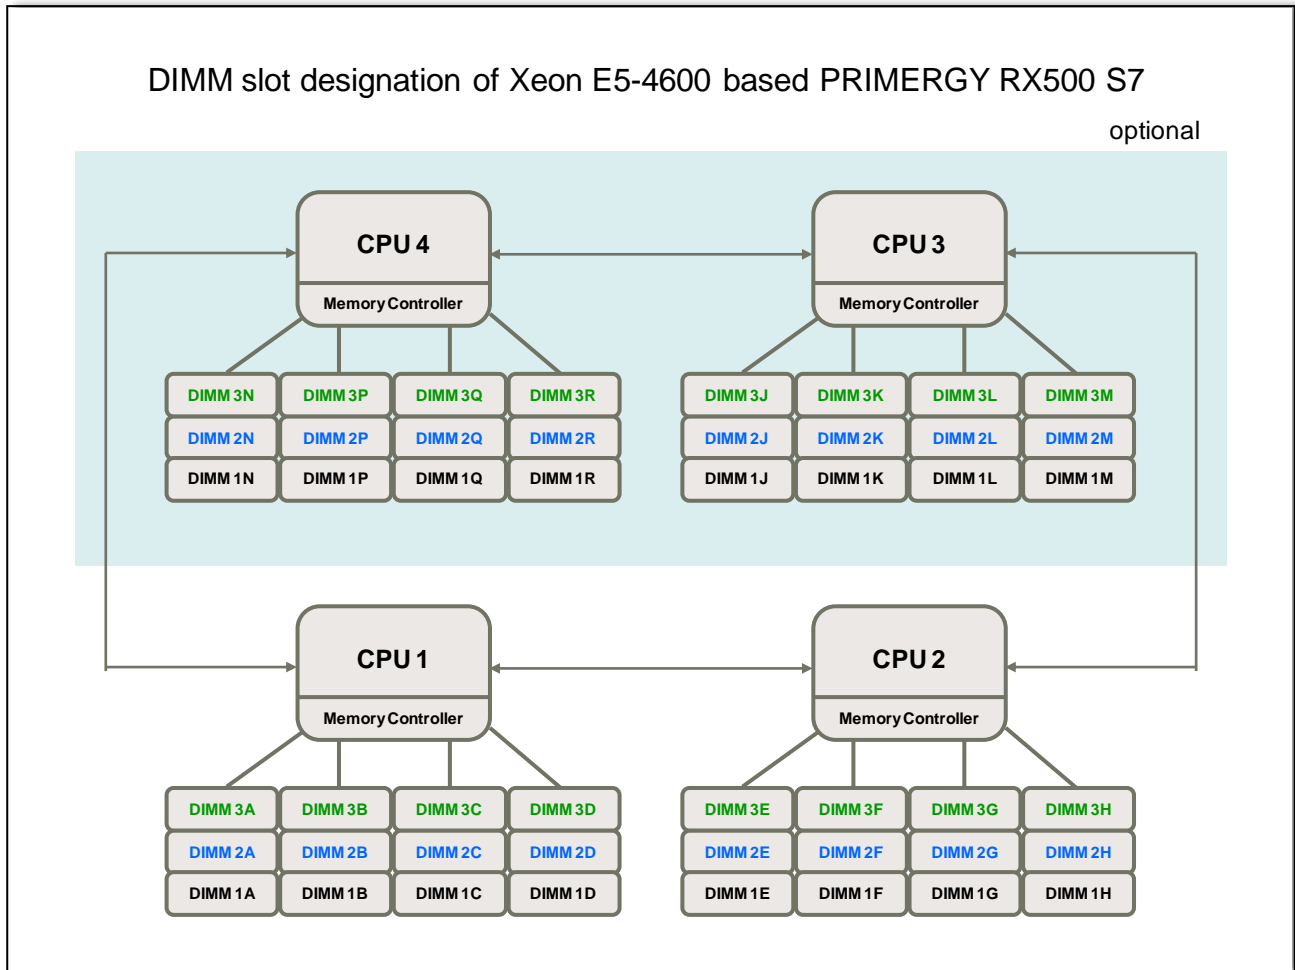 DIMM slot designation of Xeon E5-4600 based PRIMERGY RX500 S7
optional
CPU 4
CPU 3
Memory Controller
Memory Controller
DIMM 3N DIMM 3P DIMM 3Q DIMM 3R
DIMM 3J DIMM 3K DIMM 3L DIMM 3M
DIMM 2N DIMM 2P DIMM 2Q DIMM 2R
DIMM 2J DIMM 2K DIMM 2L DIMM 2M
DIMM 1N DIMM 1P DIMM 1Q DIMM 1R
DIMM 1J DIMM 1K DIMM 1L DIMM 1M
CPU 1
CPU 2
Memory Controller
Memory Controller
DIMM 3A DIMM 3B DIMM 3C DIMM 3D
DIMM 3E DIMM 3F DIMM 3G DIMM 3H
DIMM 2A DIMM 2B DIMM 2C DIMM 2D
DIMM 2E DIMM 2F DIMM 2G DIMM 2H
DIMM 1A DIMM 1B DIMM 1C DIMM 1D
DIMM 1E DIMM 1F DIMM 1G DIMM 1H